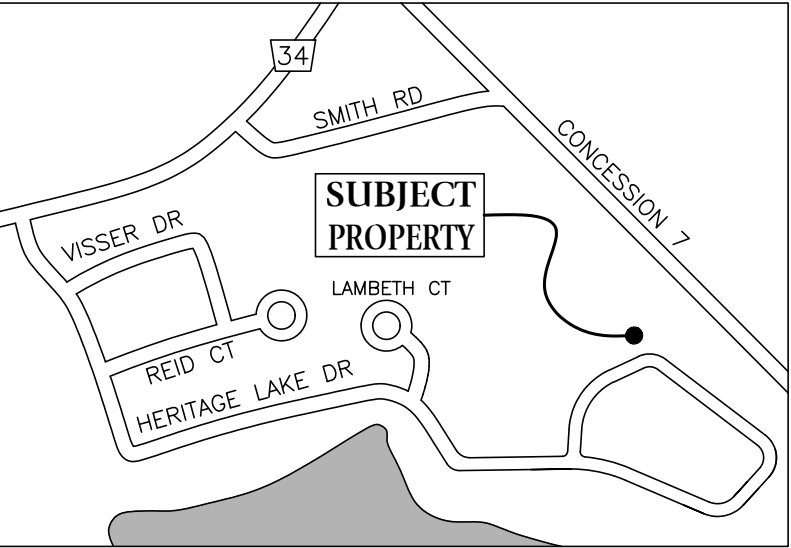 34
SMITH RD
CONCESSION 7
SUBJECT
PROPERTY
VISSER DR
LAMBETH CT
REID CT
HERITAGE LAKE DR